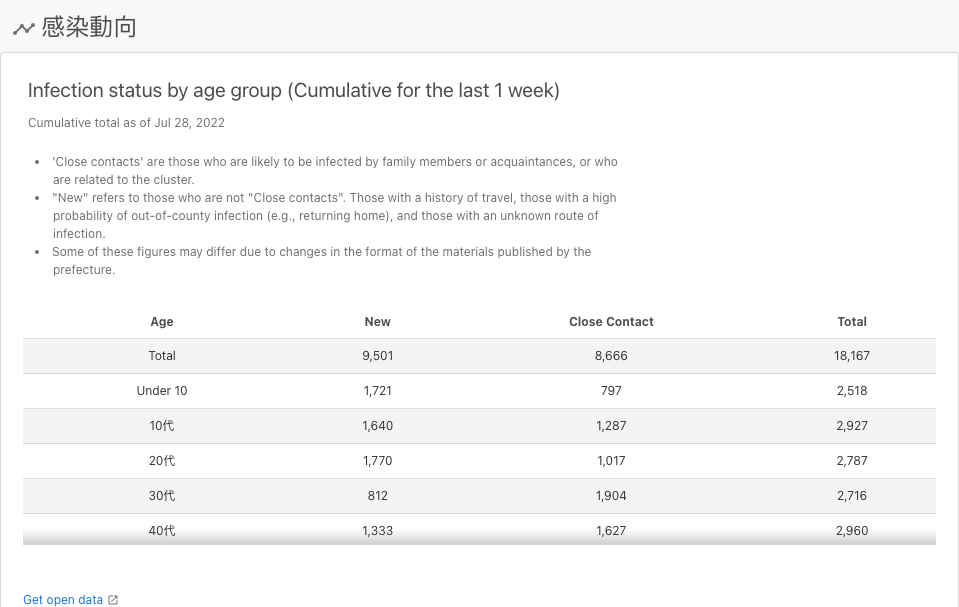 感染動向
Infection status by age group (Cumulative for the last 1 week)
Cumulative total as of Jul 28, 2022
• 'Close contacts' are those who are likely to be infected by family members or acquaintances, or who
are related to the cluster.
• "New" refers to those who are not "Close contacts". Those with a history of travel, those with a high
probability of out-of-county infection (e.g., returning home), and those with an unknown route of
infection.
• Some of these figures may differ due to changes in the format of the materials published by the
prefecture.
Age New Close Contact Total
Total 9,501 8,666 18,167
Under 10 1,721 797 2,518
10代 1,640 1,287 2,927
20代 1,770 1,017 2,787
30代 812 1,904 2,716
40代 1,333 1,627 2,960
Get open data